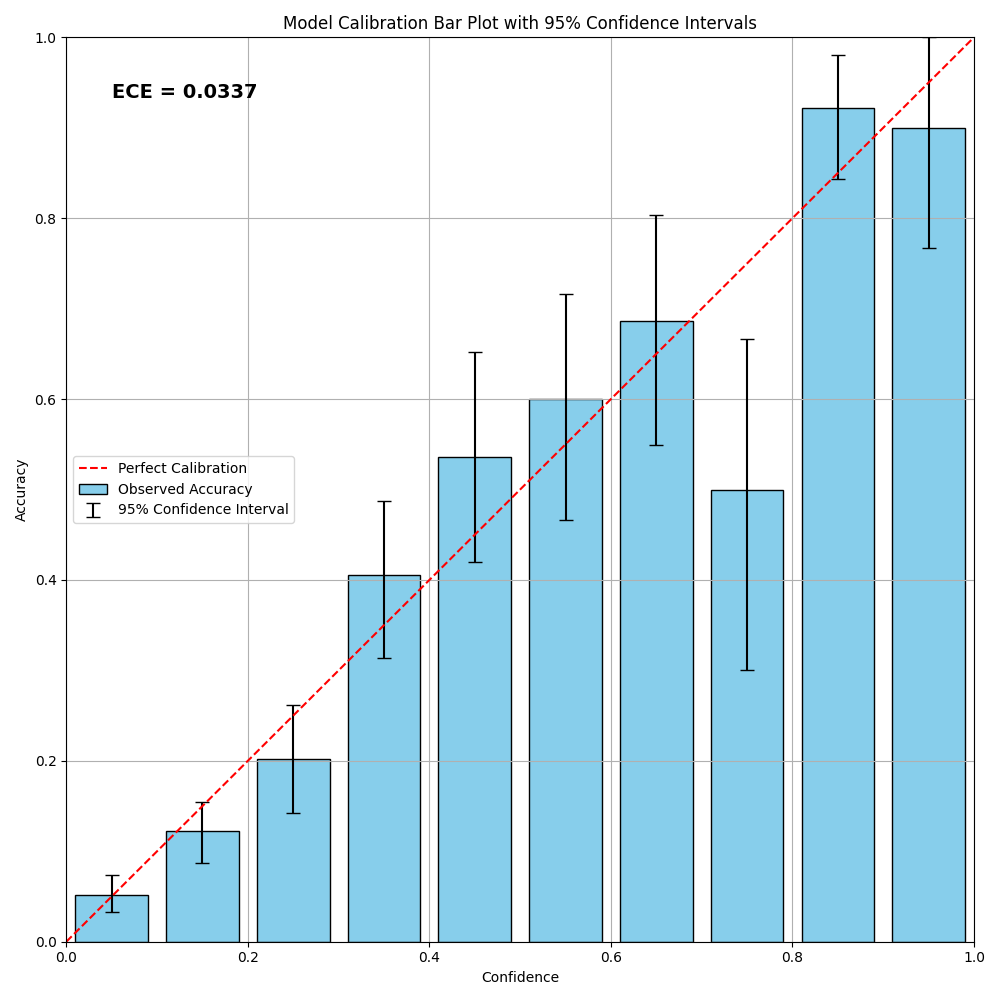 Model Calibration Bar Plot with 95% Confidence Intervals
1.0
ECE = 0.0337
0.8
0.6
Perfect Calibration
Observed Accuracy
95% Confidence Interval
Accuracy
0.4
0.2
0.0
0.0 0.2 0.4 0.6 0.8 1.0
Confidence